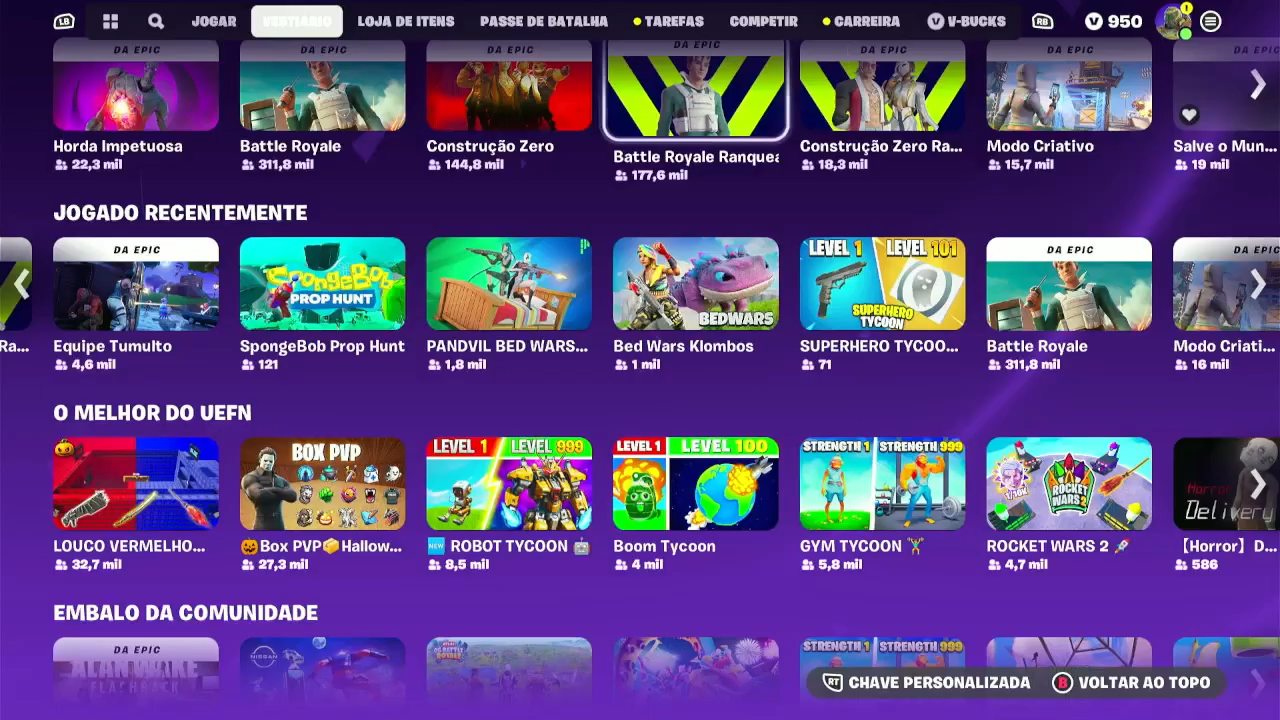 LB
JOGAR
VESTIÁRIO
LOJA DE ITENS
PASSE DE BATALHA
TAREFAS
COMPETIR
CARREIRA
V-BUCKS
RB
950
DA EPIC
DA EPIC
DA EPIC
DA EPIC
DA EPIC
DA EPIC
DA EPIC
Horda Impetuosa
Battle Royale
Construção Zero
Battle Royale Ranquea
Construção Zero Ra...
Modo Criativo
Salve o Mun...
22,3 mil
311,8 mil
144,8 mil
177,6 mil
18,3 mil
15,7 mil
19 mil
JOGADO RECENTEMENTE
DA EPIC
SpongeBob
PROP HUNT
BEDWARS
LEVEL 1
LEVEL 101
SUPERHERO
TYCOON
DA EPIC
DA EPIC
Ra...
Equipe Tumulto
SpongeBob Prop Hunt
PANDVIL BED WARS...
Bed Wars Klombos
SUPERHERO TYCOO...
Battle Royale
Modo Criati...
4,6 mil
121
1,8 mil
1 mil
71
311,8 mil
16 mil
O MELHOR DO UEFN
BOX PVP
LEVEL 1
LEVEL 999
LEVEL 1
LEVEL 100
STRENGTH 1
STRENGTH 999
ROCKET
WARS 2
Horror
Delivery
LOUCO VERMELHO...
🎃Box PVP📦Hallow...
🆕 ROBOT TYCOON 🤖
Boom Tycoon
GYM TYCOON 🏋
ROCKET WARS 2 🚀
【Horror】D...
32,7 mil
27,3 mil
8,5 mil
4 mil
5,8 mil
4,7 mil
586
EMBALO DA COMUNIDADE
DA EPIC
ALAN WAKE
FLASHBACK
NISSAN
STRENGTH 1
STRENGTH 999
RT
CHAVE PERSONALIZADA
B
VOLTAR AO TOPO